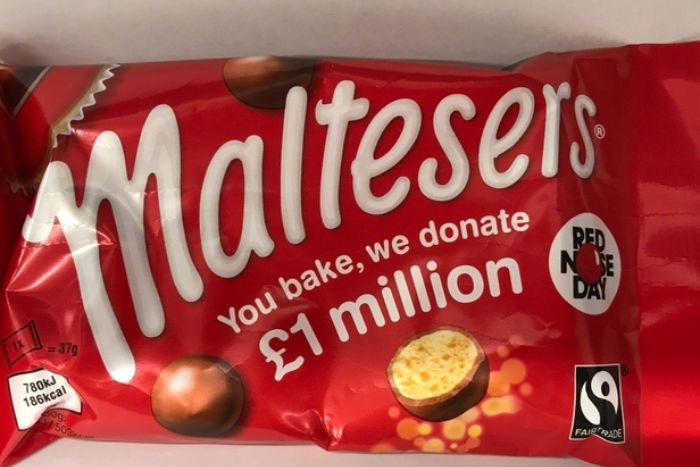 Maltesers®
You bake, we donate
£1 million
RED
NOSE
DAY
1x = 37g
780kJ
186kcal
FAIRTRADE